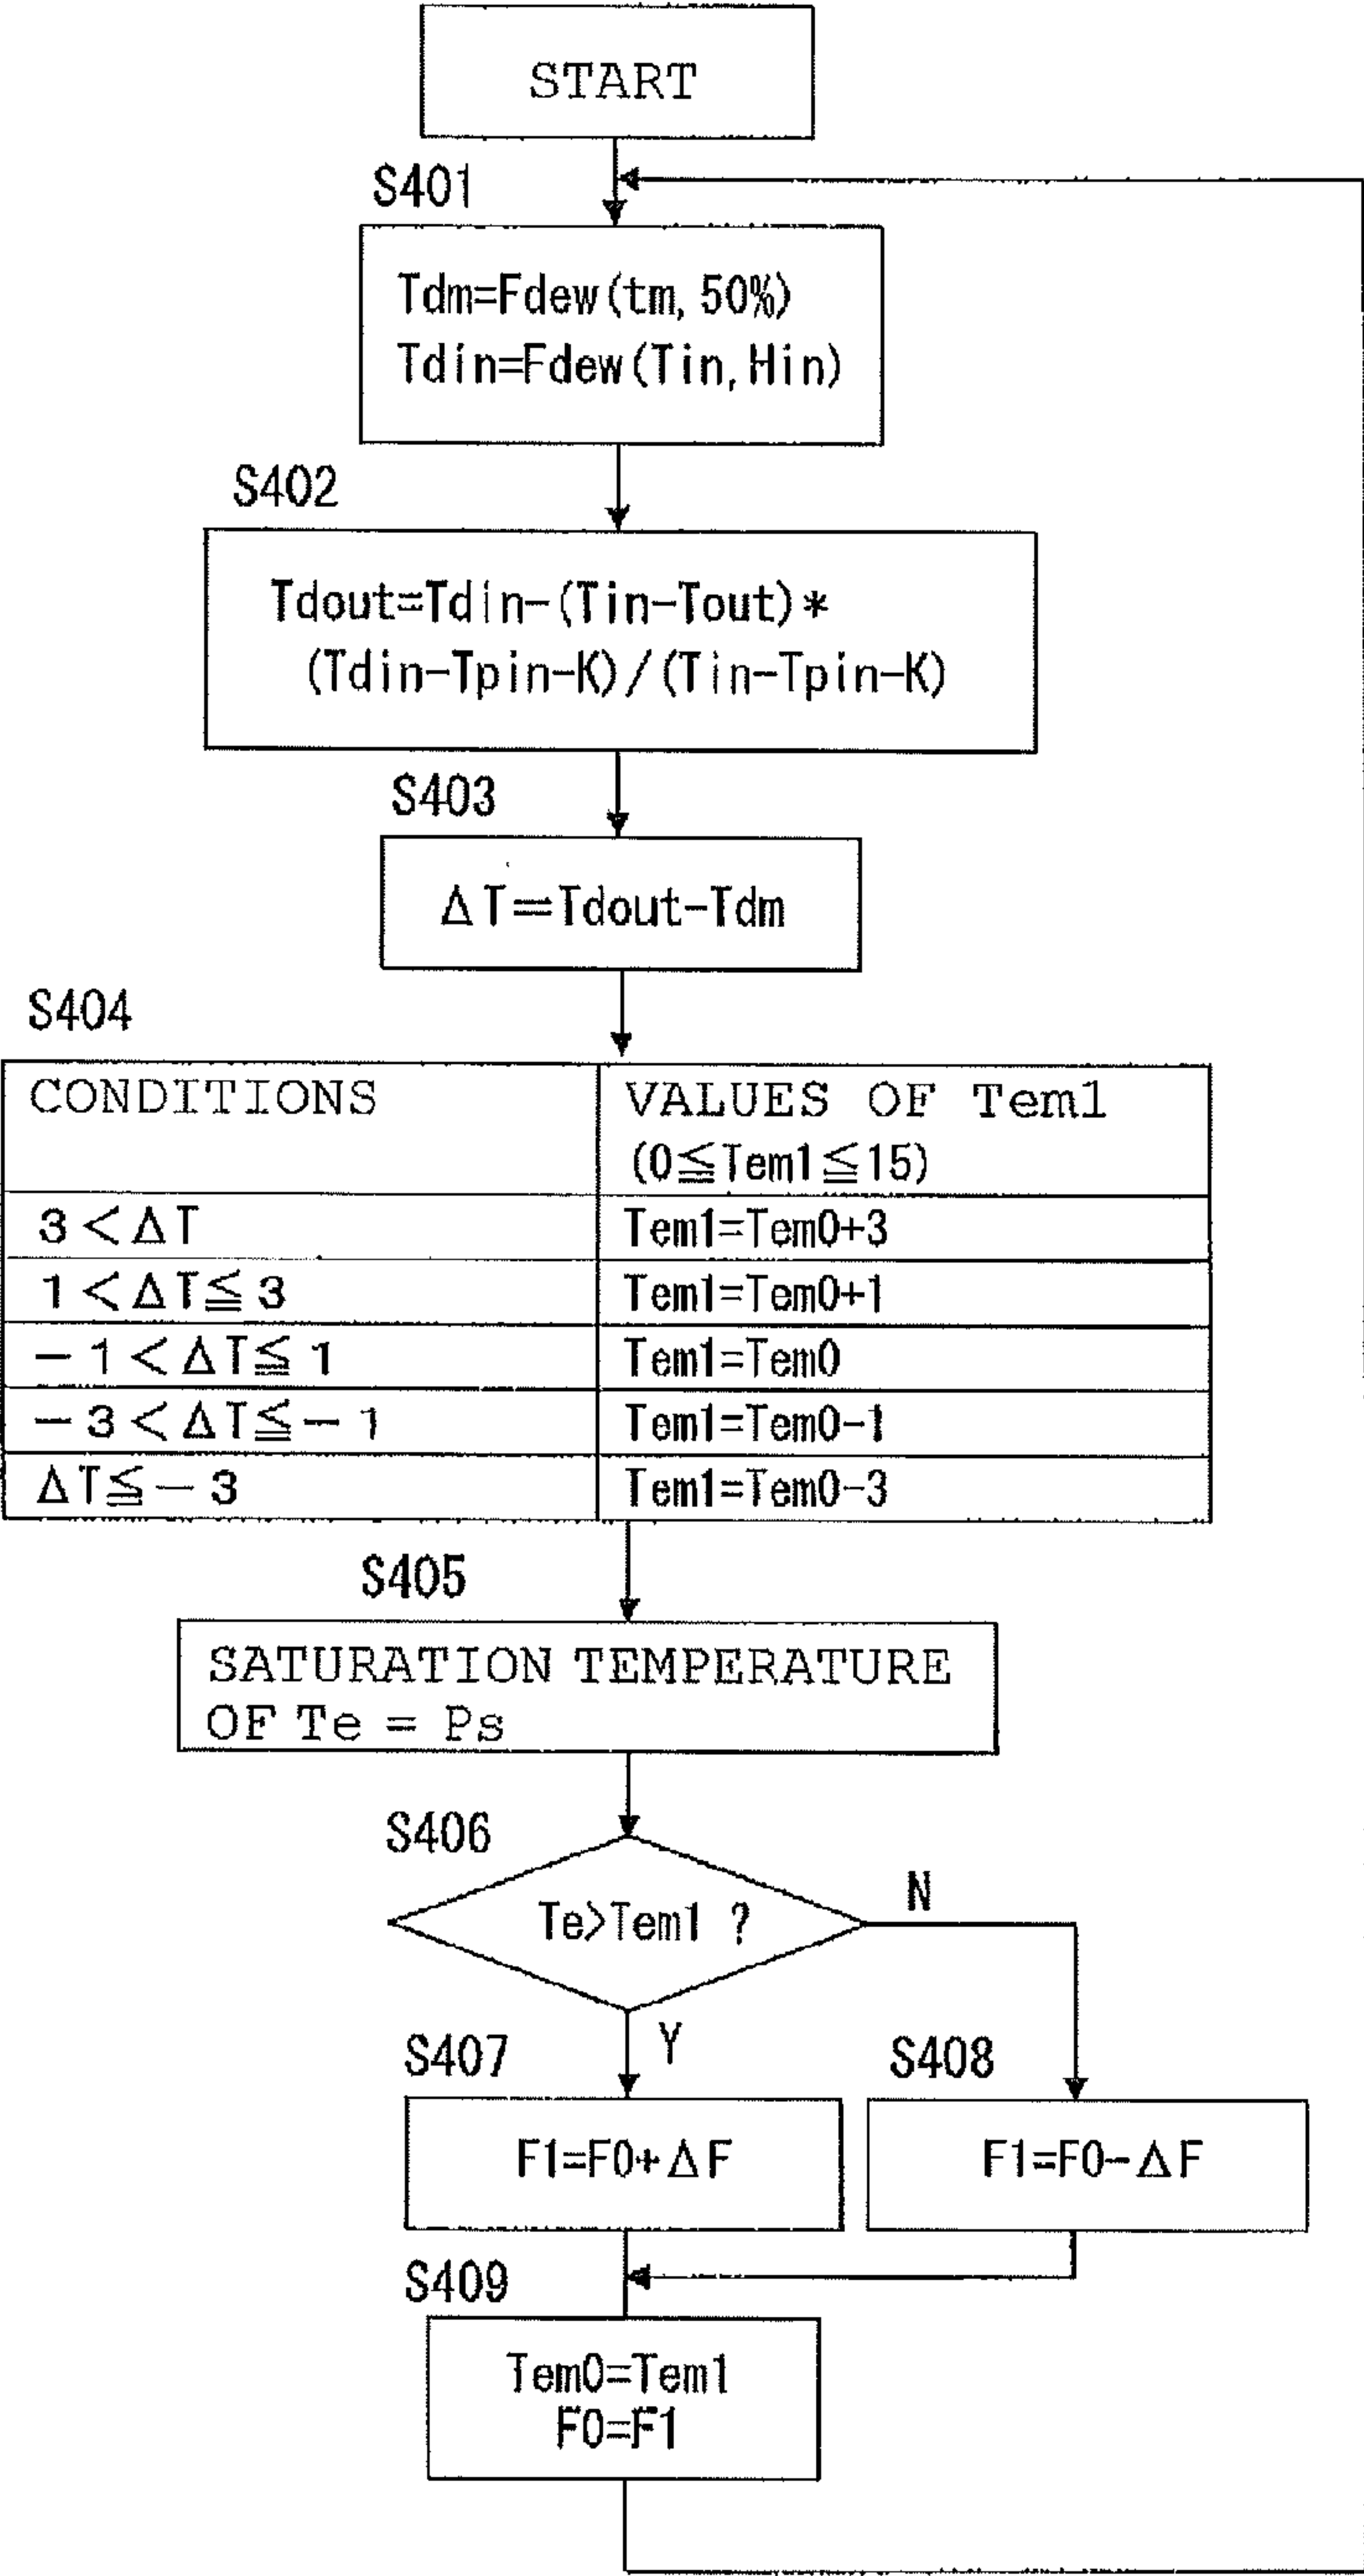 START
S401
Tdm=Fdew(tm, 50%)
Tdin=Fdew(Tin, Hin)
S402
Tdout=Tdin-(Tin-Tout)*
(Tdin-Tpin-K)/(Tin-Tpin-K)
S403
ΔT=Tdout-Tdm
S404
CONDITIONS
VALUES OF Tem1
(0≦Tem1≦15)
3<ΔT
Tem1=Tem0+3
1<ΔT≦3
Tem1=Tem0+1
-1<ΔT≦1
Tem1=Tem0
-3<ΔT≦-1
Tem1=Tem0-1
ΔT≦-3
Tem1=Tem0-3
S405
SATURATION TEMPERATURE
OF Te = Ps
S406
Te>Tem1 ?
N
Y
S407
S408
F1=F0+ΔF
F1=F0-ΔF
S409
Tem0=Tem1
F0=F1